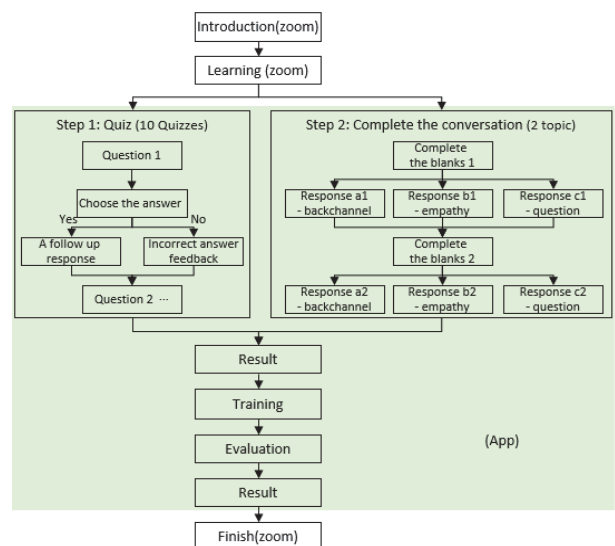 Introduction(zoom)
Learning (zoom)
Step 1: Quiz (10 Quizzes)
Question 1
Choose the answer
Yes
No
A follow up
response
Incorrect answer
feedback
Question 2 ···
Step 2: Complete the conversation (2 topic)
Complete
the blanks 1
Response a1
- backchannel
Response b1
- empathy
Response c1
- question
Complete
the blanks 2
Response a2
- backchannel
Response b2
- empathy
Response c2
- question
Result
Training
Evaluation
(App)
Result
Finish(zoom)